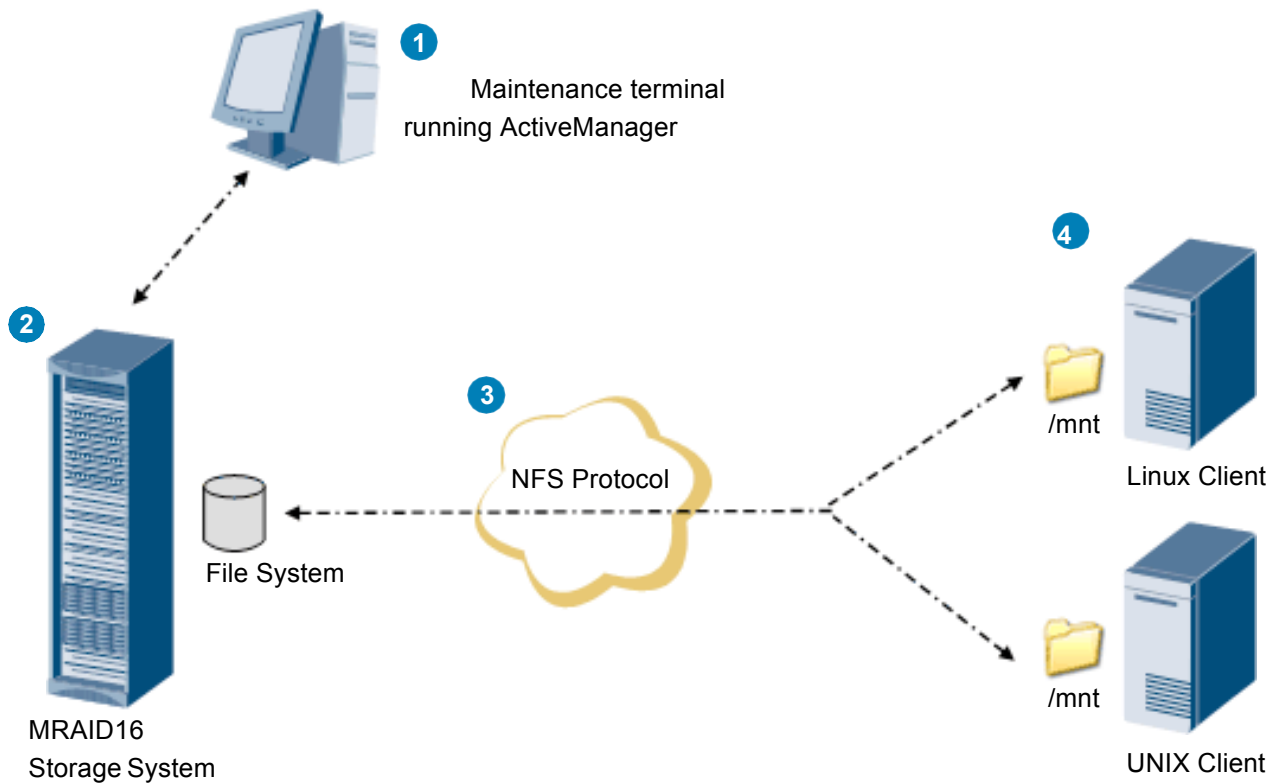 1
Maintenance terminal
running ActiveManager
2
MRAID16
Storage System
File System
3
NFS Protocol
4
/mnt
Linux Client
/mnt
UNIX Client